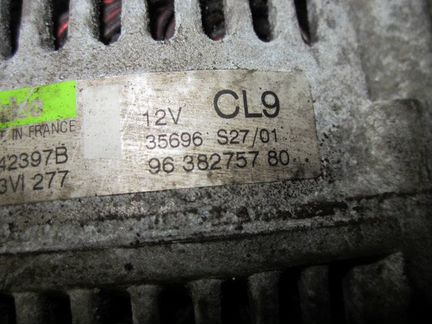 12V CL9
IN FRANCE
35696 S27/01
42397B
96 382757 80
3VI 277